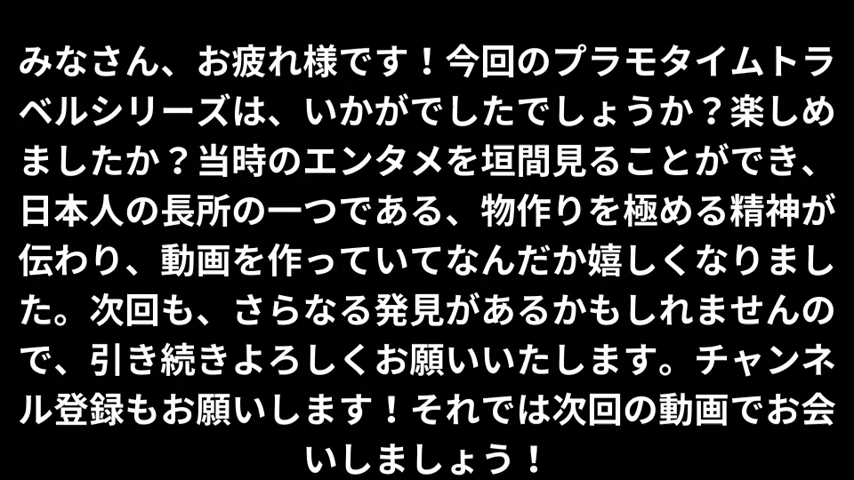 みなさん、お疲れ様です！今回のプラモタイムトラ
ベルシリーズは、いかがでしたでしょうか？楽しめ
ましたか？当時のエンタメを垣間見ることができ、
日本人の長所の一つである、物作りを極める精神が
伝わり、動画を作っていてなんだか嬉しくなりまし
た。次回も、さらなる発見があるかもしれませんの
で、引き続きよろしくお願いいたします。チャンネ
ル登録もお願いします！それでは次回の動画でお会
いしましょう！